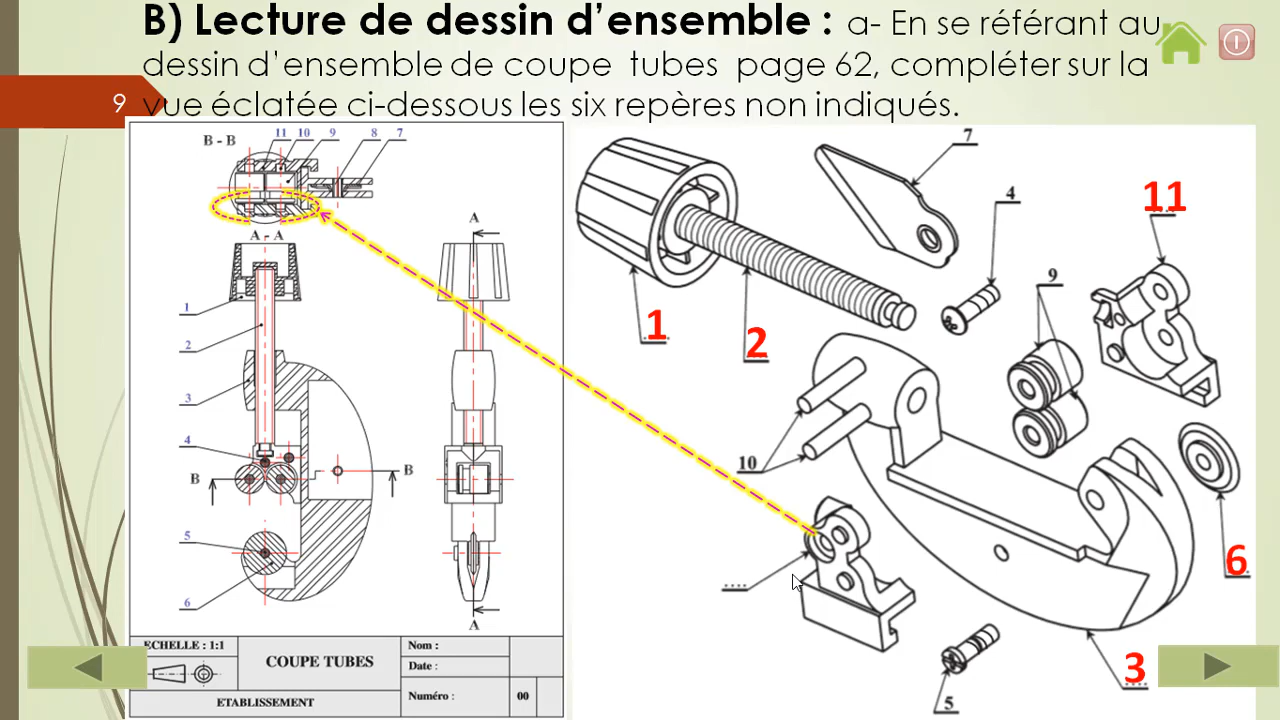 B) Lecture de dessin d’ensemble : a- En se référant au
dessin d’ensemble de coupe tubes page 62, compléter sur la
9 vue éclatée ci-dessous les six repères non indiqués.
B - B
11 10 9 8 7
A - A
A
1
2
3
4
B
B
5
6
A
ECHELLE : 1:1
COUPE TUBES
Nom :
Date :
Numéro :
00
ETABLISSEMENT
7
4
11
9
1
2
10
6
....
3
5